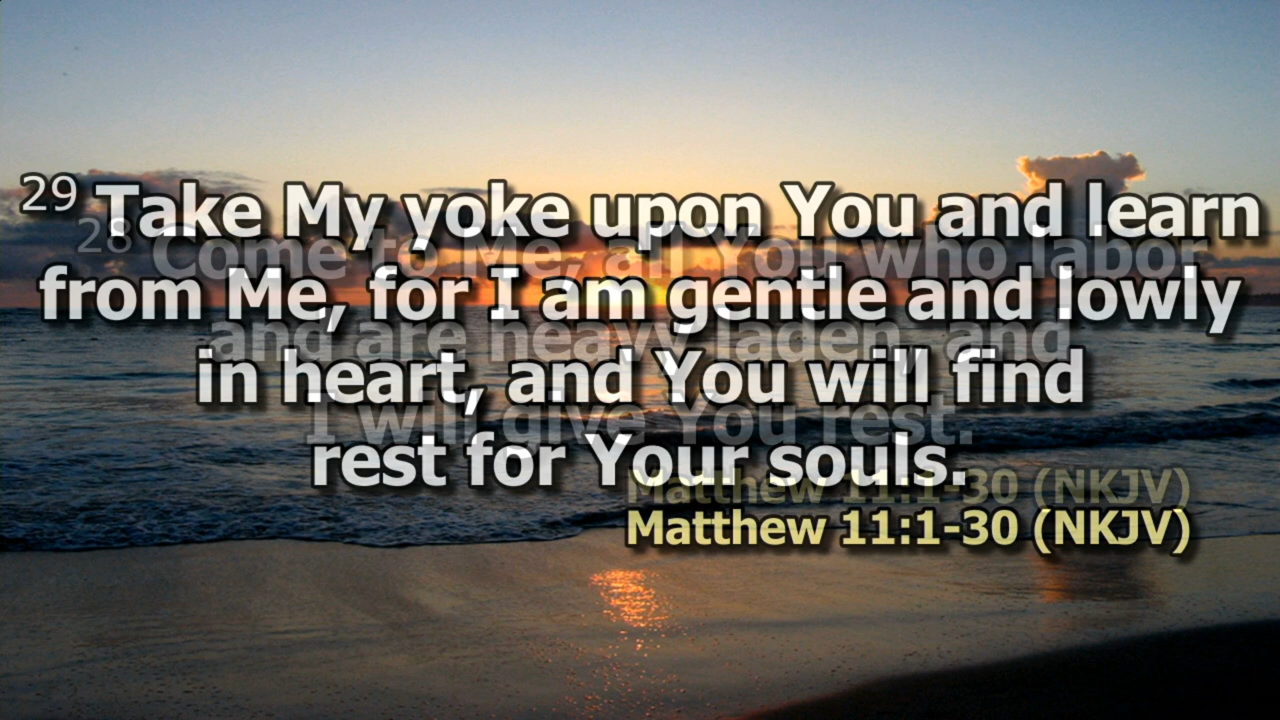 29 Take My yoke upon You and learn
from Me, for I am gentle and lowly
in heart, and You will find
rest for Your souls.
Matthew 11:1-30 (NKJV)
28 Come to Me, all You who labor
and are heavy laden, and
I will give You rest.
Matthew 11:1-30 (NKJV)